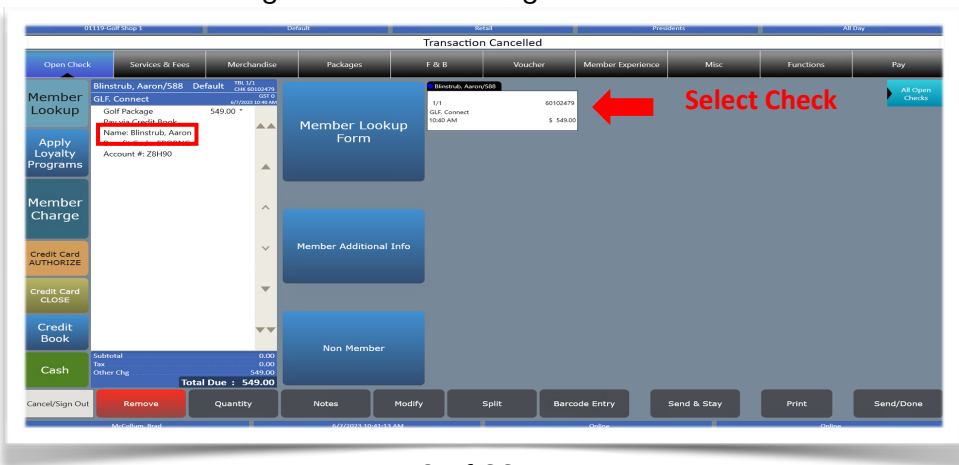 01119-Golf Shop 1 Default Retail Presidents All Day
Transaction Cancelled
Open Check Services & Fees Merchandise Packages F & B Voucher Member Experience Misc Functions Pay
Member Lookup
Apply Loyalty Programs
Member Charge
Credit Card AUTHORIZE
Credit Card CLOSE
Credit Book
Cash
Blinstrub, Aaron/588 Default TBL 1/1
CHK 60102479
GLF. Connect GST 0
6/7/2023 10:40 AM
Golf Package 549.00 *
Pay via Credit Book
Name: Blinstrub, Aaron
Account #: Z8H90
Subtotal 0.00
Tax 0.00
Other Chg 549.00
Total Due : 549.00
Member Lookup
Form
Member Additional Info
Non Member
Blinstrub, Aaron/588
1/1 60102479
GLF. Connect
10:40 AM $ 549.00
Select Check
All Open
Checks
Cancel/Sign Out Remove Quantity Notes Modify Split Barcode Entry Send & Stay Print Send/Done
McCollum, Brad 6/7/2023 10:41:13 AM Online Online